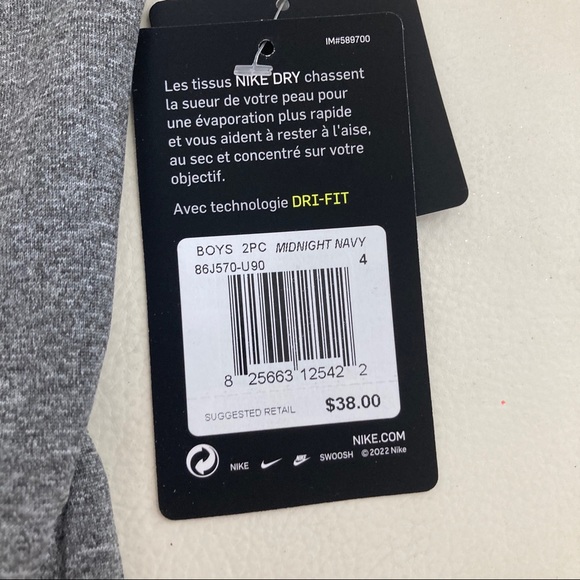 IM#589700
Les tissus NIKE DRY chassent
la sueur de votre peau pour
une évaporation plus rapide
et vous aident à rester à l'aise,
au sec et concentré sur votre
objectif.
Avec technologie DRI-FIT
BOYS 2PC MIDNIGHT NAVY
86J570-U90 4
8 25663 12542 2
SUGGESTED RETAIL $38.00
NIKE.COM
NIKE SWOOSH ©2022 Nike